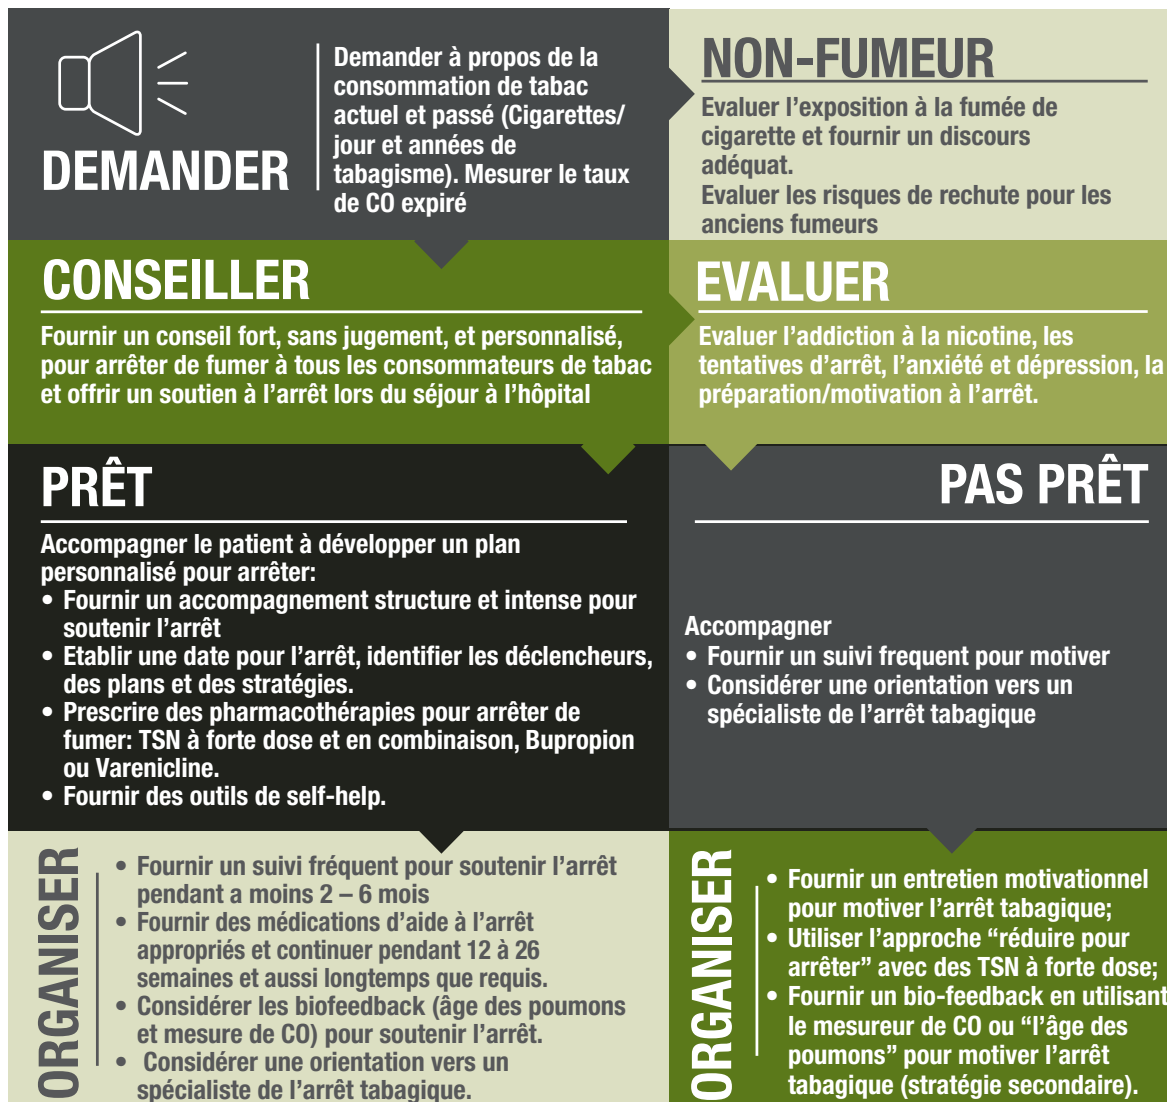 DEMANDER
Demander à propos de la
consommation de tabac
actuel et passé (Cigarettes/
jour et années de
tabagisme). Mesurer le taux
de CO expiré
NON-FUMEUR
Evaluer l’exposition à la fumée de
cigarette et fournir un discours
adéquat.
Evaluer les risques de rechute pour les
anciens fumeurs
CONSEILLER
Fournir un conseil fort, sans jugement, et personnalisé,
pour arrêter de fumer à tous les consommateurs de tabac
et offrir un soutien à l’arrêt lors du séjour à l’hôpital
EVALUER
Evaluer l’addiction à la nicotine, les
tentatives d’arrêt, l’anxiété et dépression, la
préparation/motivation à l’arrêt.
PRÊT
Accompagner le patient à développer un plan
personnalisé pour arrêter:
• Fournir un accompagnement structure et intense pour
soutenir l’arrêt
• Etablir une date pour l’arrêt, identifier les déclencheurs,
des plans et des stratégies.
• Prescrire des pharmacothérapies pour arrêter de
fumer: TSN à forte dose et en combinaison, Bupropion
ou Varenicline.
• Fournir des outils de self-help.
PAS PRÊT
Accompagner
• Fournir un suivi frequent pour motiver
• Considérer une orientation vers un
spécialiste de l’arrêt tabagique
ORGANISER
• Fournir un suivi fréquent pour soutenir l’arrêt
pendant a moins 2 – 6 mois
• Fournir des médications d’aide à l’arrêt
appropriés et continuer pendant 12 à 26
semaines et aussi longtemps que requis.
• Considérer les biofeedback (âge des poumons
et mesure de CO) pour soutenir l’arrêt.
• Considérer une orientation vers un
spécialiste de l’arrêt tabagique.
ORGANISER
• Fournir un entretien motivationnel
pour motiver l’arrêt tabagique;
• Utiliser l’approche “réduire pour
arrêter” avec des TSN à forte dose;
• Fournir un bio-feedback en utilisant
le mesureur de CO ou “l’âge des
poumons” pour motiver l’arrêt
tabagique (stratégie secondaire).